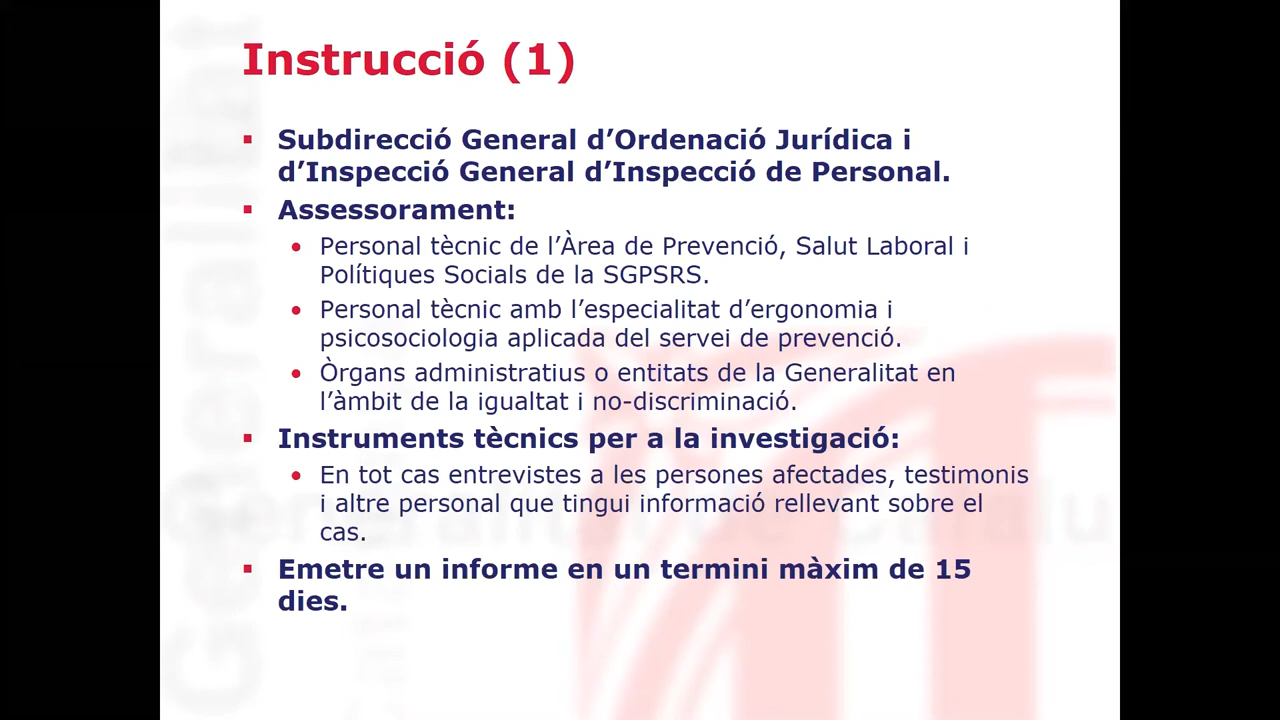 Instrucció (1)
Subdirecció General d’Ordenació Jurídica i
d’Inspecció General d’Inspecció de Personal.
Assessorament:
Personal tècnic de l’Àrea de Prevenció, Salut Laboral i
Polítiques Socials de la SGPSRS.
Personal tècnic amb l’especialitat d’ergonomia i
psicosociologia aplicada del servei de prevenció.
Òrgans administratius o entitats de la Generalitat en
l’àmbit de la igualtat i no-discriminació.
Instruments tècnics per a la investigació:
En tot cas entrevistes a les persones afectades, testimonis
i altre personal que tingui informació rellevant sobre el
cas.
Emetre un informe en un termini màxim de 15
dies.